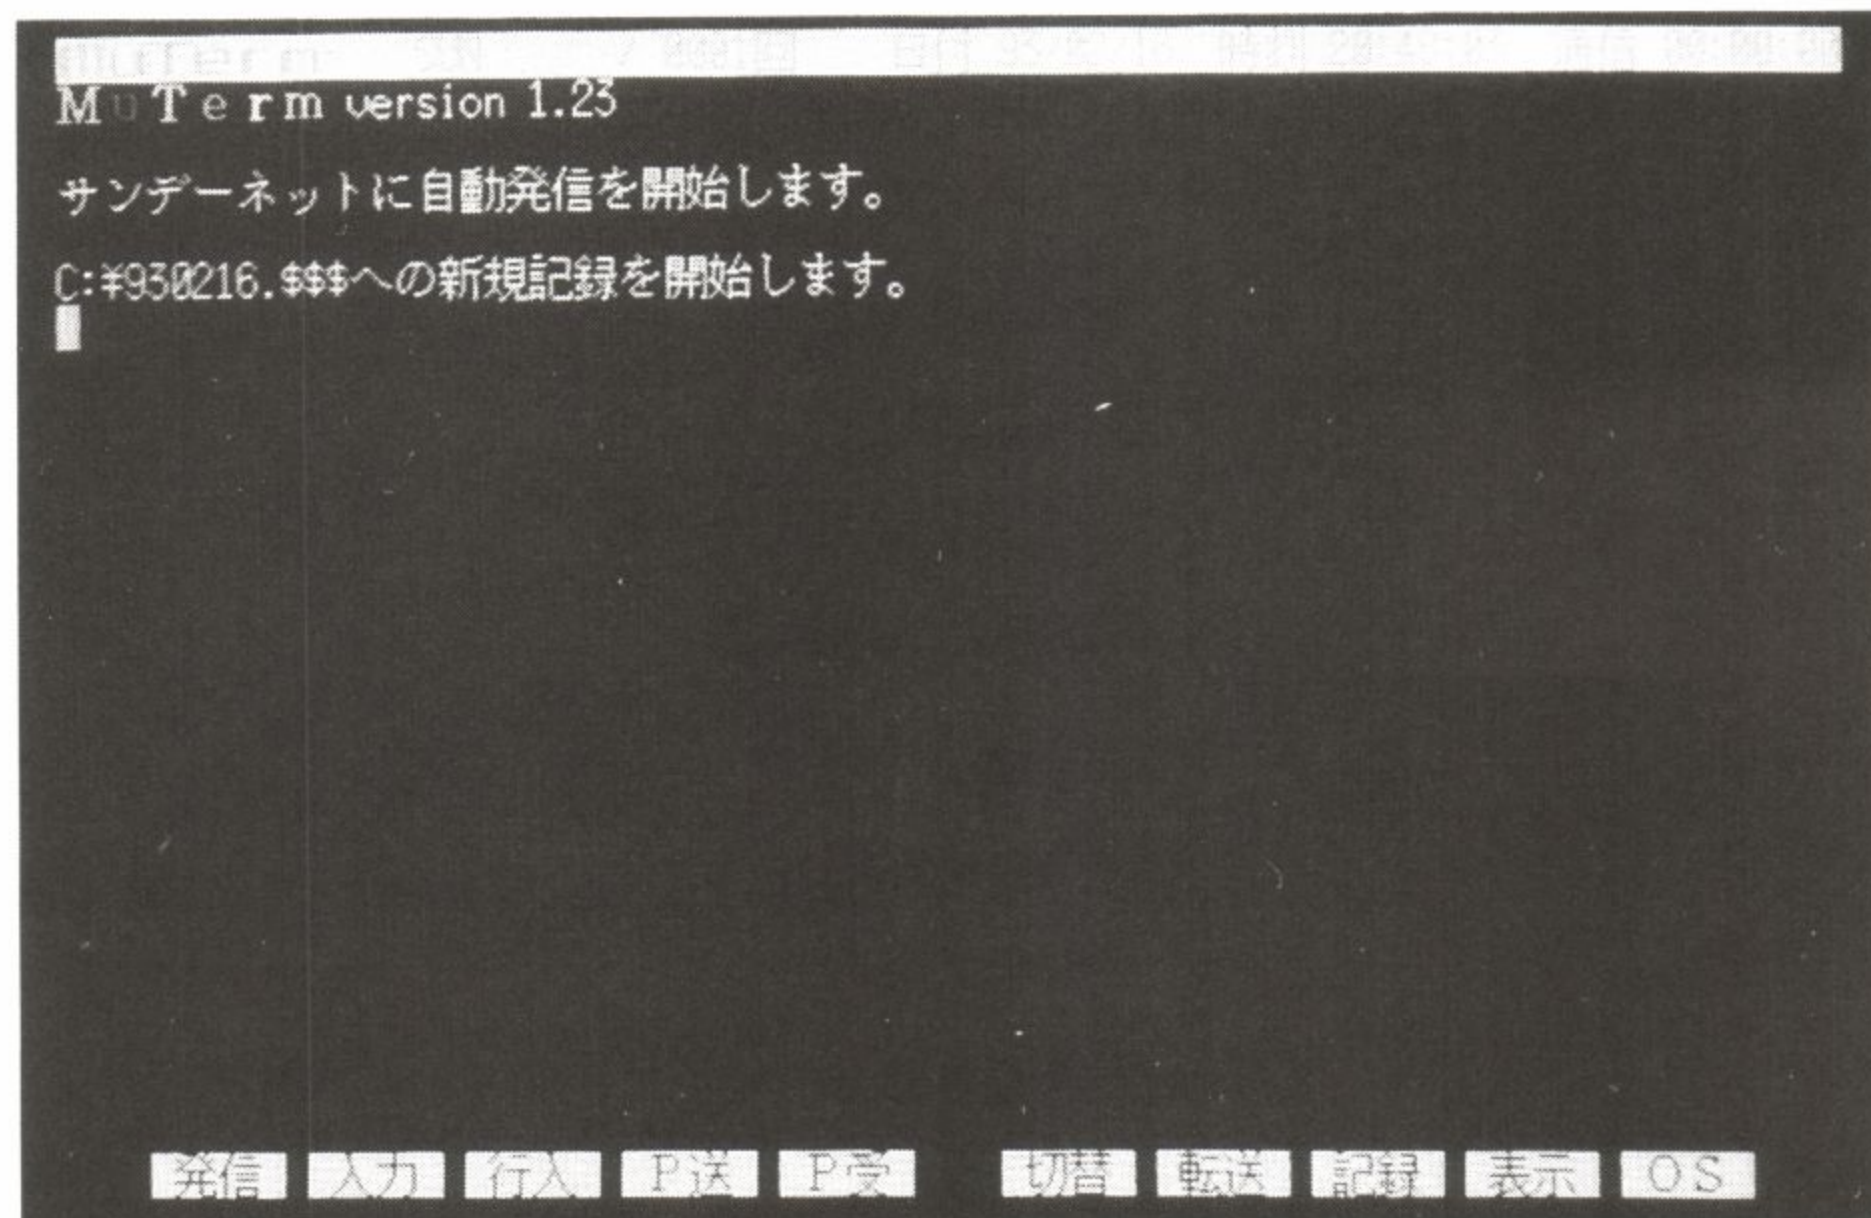 MuTerm
MuTerm version 1.23
サンデーネットに自動発信を開始します。
C:¥930216.$$$への新規記録を開始します。
発信 入力 行入 P送 P受 切替 転送 記録 表示 OS